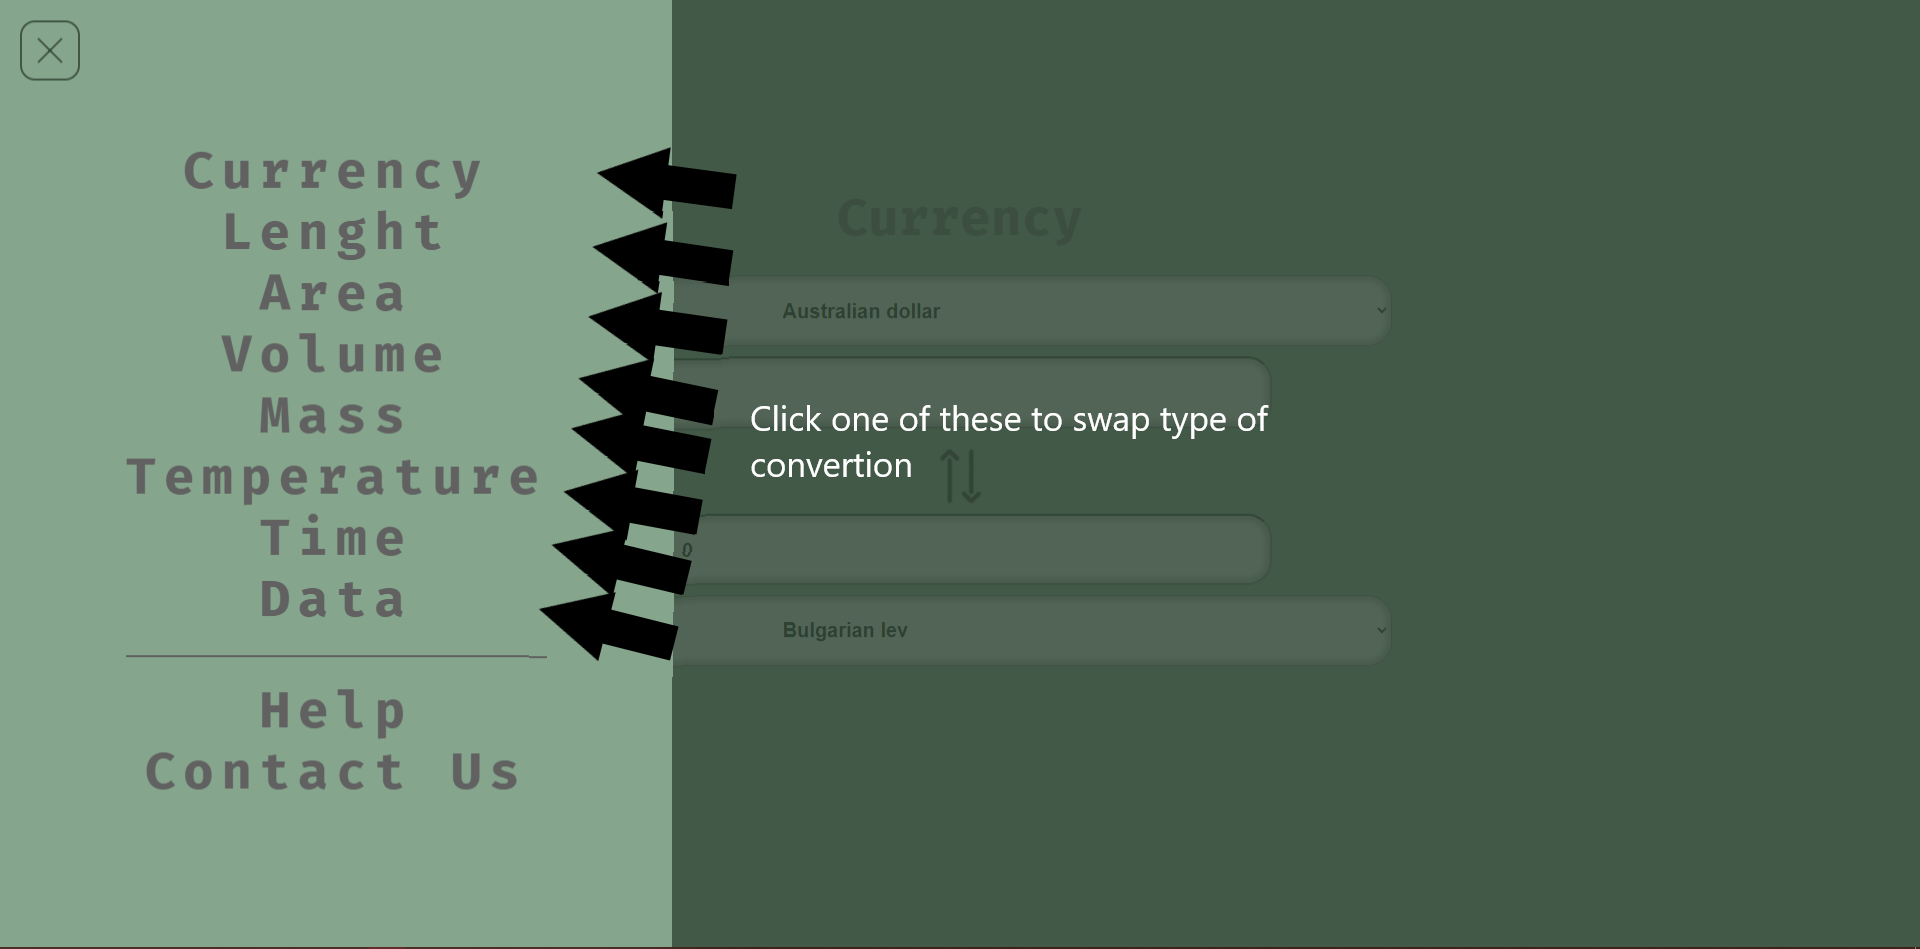 Currency
Lenght
Area
Volume
Mass
Temperature
Time
Data
Help
Contact Us
Currency
Australian dollar
Click one of these to swap type of
convertion
0
Bulgarian lev